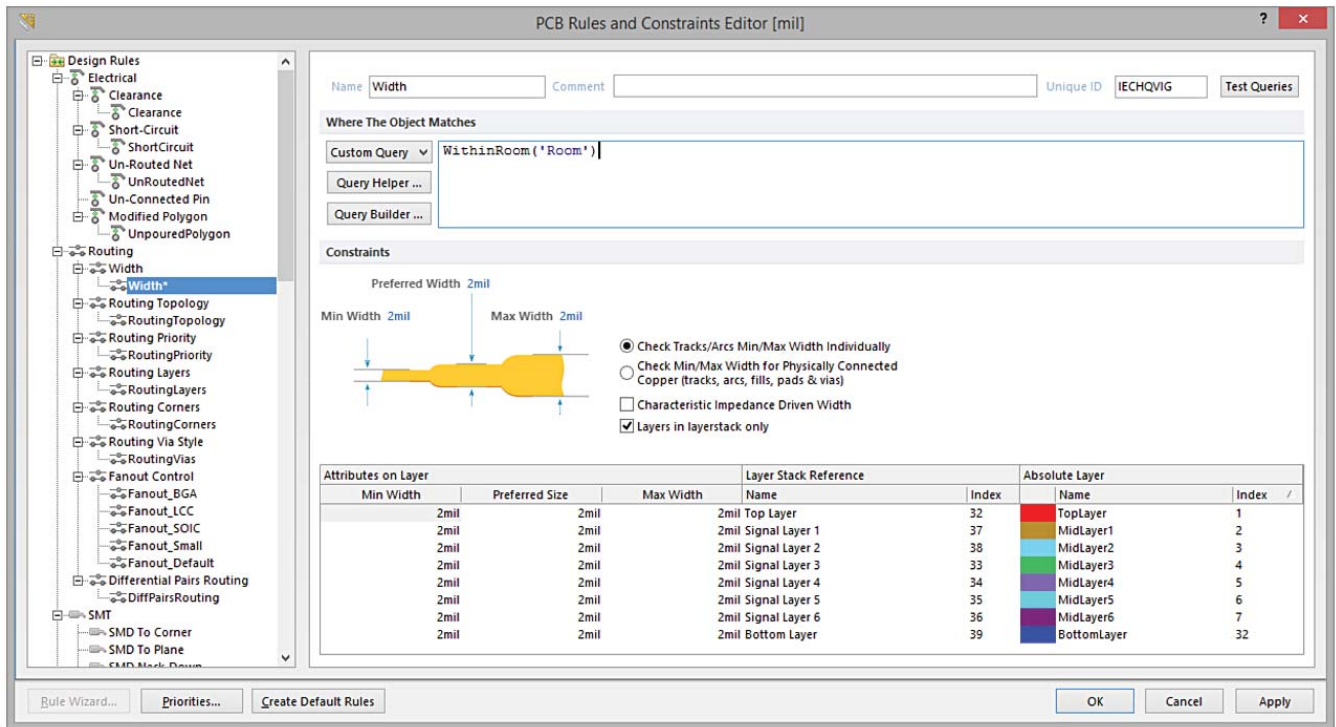 PCB Rules and Constraints Editor [mil]
? ×
Design Rules
Electrical
Clearance
Clearance
Short-Circuit
ShortCircuit
Un-Routed Net
UnRoutedNet
Un-Connected Pin
Modified Polygon
UnpouredPolygon
Routing
Width
Width*
Routing Topology
RoutingTopology
Routing Priority
RoutingPriority
Routing Layers
RoutingLayers
Routing Corners
RoutingCorners
Routing Via Style
RoutingVias
Fanout Control
Fanout_BGA
Fanout_LCC
Fanout_SOIC
Fanout_Small
Fanout_Default
Differential Pairs Routing
DiffPairsRouting
SMT
SMD To Corner
SMD To Plane
SMD Neck-Down
Name Width Comment Unique ID IECHQVIG Test Queries
Where The Object Matches
Custom Query WithinRoom('Room')
Query Helper ...
Query Builder ...
Constraints
Preferred Width 2mil
Min Width 2mil Max Width 2mil
Check Tracks/Arcs Min/Max Width Individually
Check Min/Max Width for Physically Connected
Copper (tracks, arcs, fills, pads & vias)
Characteristic Impedance Driven Width
Layers in layerstack only
Attributes on Layer Layer Stack Reference Absolute Layer
Min Width Preferred Size Max Width Name Index Name Index
2mil 2mil 2mil Top Layer 32 TopLayer 1
2mil 2mil 2mil Signal Layer 1 37 MidLayer1 2
2mil 2mil 2mil Signal Layer 2 38 MidLayer2 3
2mil 2mil 2mil Signal Layer 3 33 MidLayer3 4
2mil 2mil 2mil Signal Layer 4 34 MidLayer4 5
2mil 2mil 2mil Signal Layer 5 35 MidLayer5 6
2mil 2mil 2mil Signal Layer 6 36 MidLayer6 7
2mil 2mil 2mil Bottom Layer 39 BottomLayer 32
Rule Wizard... Priorities... Create Default Rules OK Cancel Apply